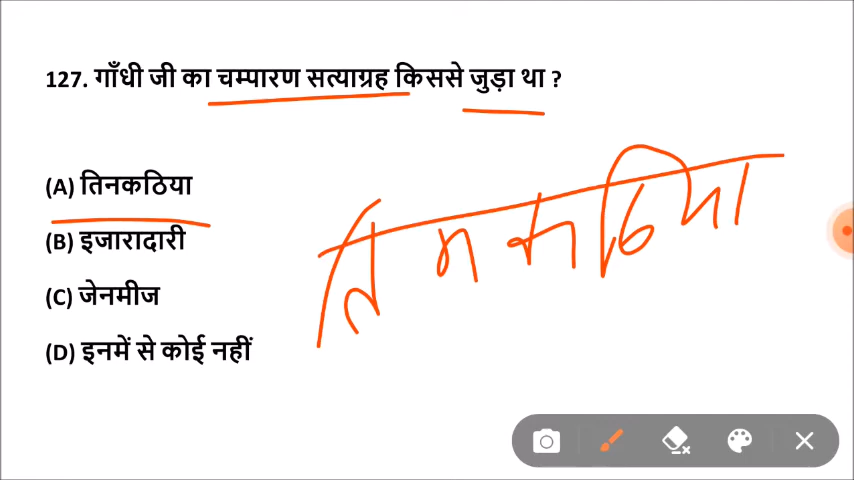 127. गाँधी जी का चम्पारण सत्याग्रह किससे जुड़ा था ?
(A) तिनकठिया
(B) इजारादारी
(C) जेनमीज
(D) इनमें से कोई नहीं
तिनकठिया